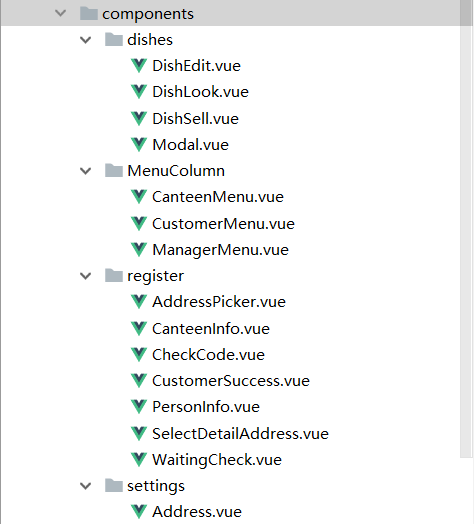 components
dishes
DishEdit.vue
DishLook.vue
DishSell.vue
Modal.vue
MenuColumn
CanteenMenu.vue
CustomerMenu.vue
ManagerMenu.vue
register
AddressPicker.vue
CanteenInfo.vue
CheckCode.vue
CustomerSuccess.vue
PersonInfo.vue
SelectDetailAddress.vue
WaitingCheck.vue
settings
Address.vue